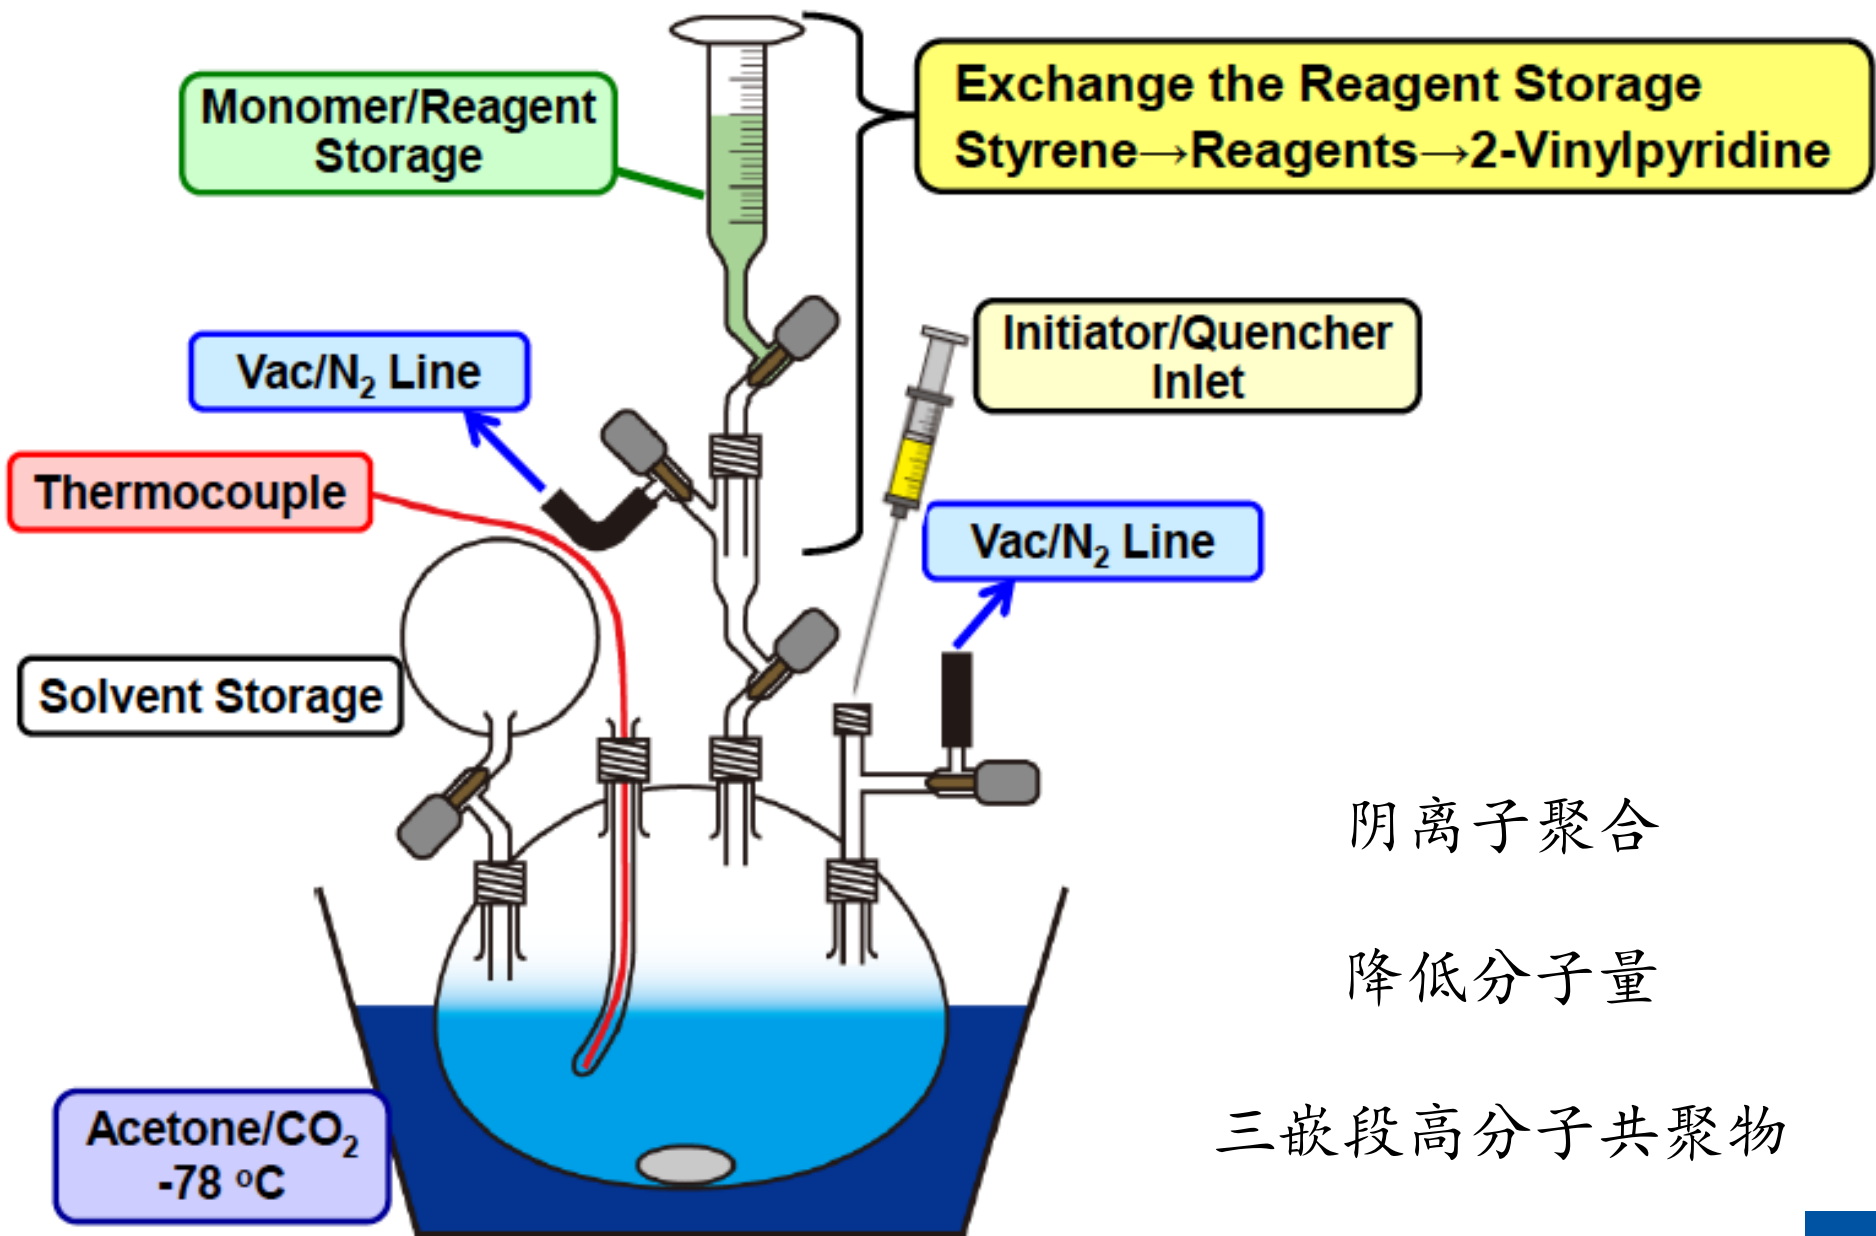 Monomer/Reagent
Storage
Exchange the Reagent Storage
Styrene→Reagents→2-Vinylpyridine
Vac/N₂ Line
Initiator/Quencher
Inlet
Thermocouple
Vac/N₂ Line
Solvent Storage
阴离子聚合
降低分子量
Acetone/CO₂
-78 °C
三嵌段高分子共聚物